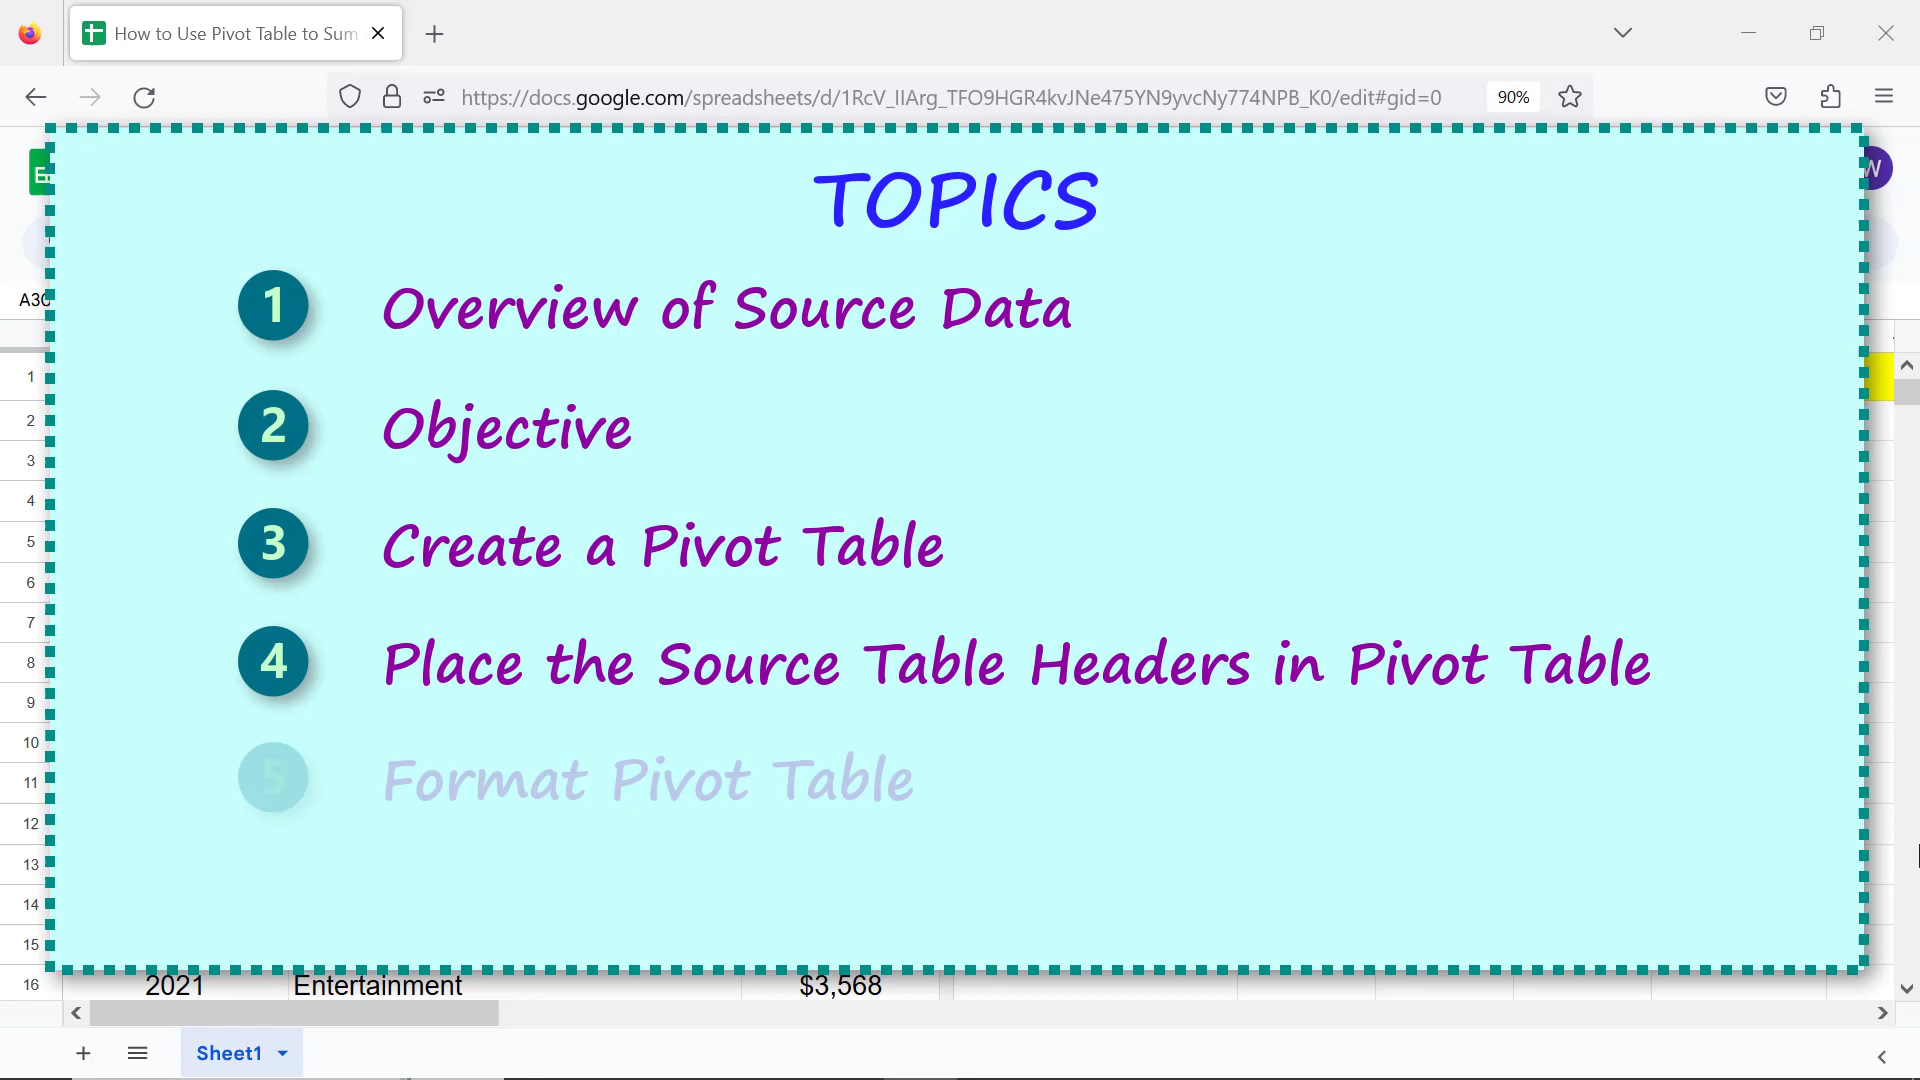 How to Use Pivot Table to Sum
https://docs.google.com/spreadsheets/d/1RcV_IIArg_TFO9HGR4kvJNe475YN9yvcNy774NPB_K0/edit#gid=0
90%
W
TOPICS
1 Overview of Source Data
2 Objective
3 Create a Pivot Table
4 Place the Source Table Headers in Pivot Table
5 Format Pivot Table
1
2
3
4
5
6
7
8
9
10
11
12
13
14
15
16 2021 Entertainment $3,568
Sheet1